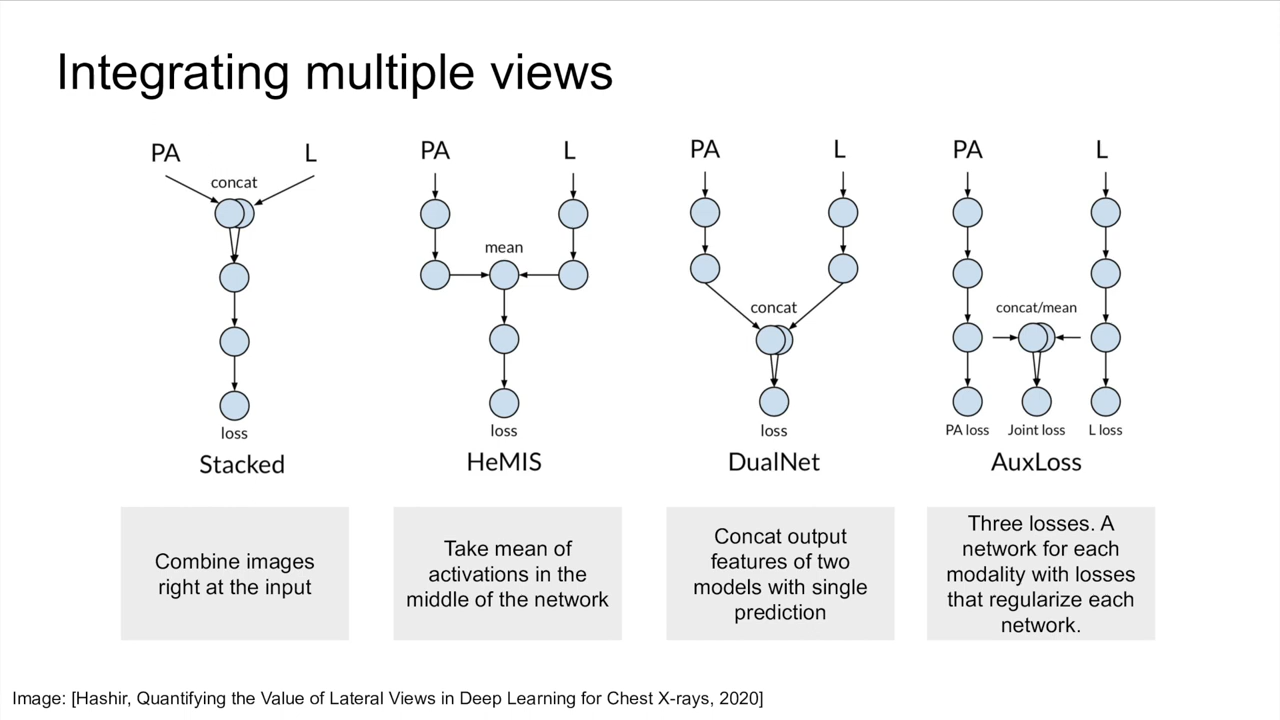 Integrating multiple views
PA
L
concat
loss
Stacked
Combine images
right at the input
PA
L
mean
loss
HeMIS
Take mean of
activations in the
middle of the network
PA
L
concat
loss
DualNet
Concat output
features of two
models with single
prediction
PA
L
concat/mean
PA loss
Joint loss
L loss
AuxLoss
Three losses. A
network for each
modality with losses
that regularize each
network.
Image: [Hashir, Quantifying the Value of Lateral Views in Deep Learning for Chest X-rays, 2020]